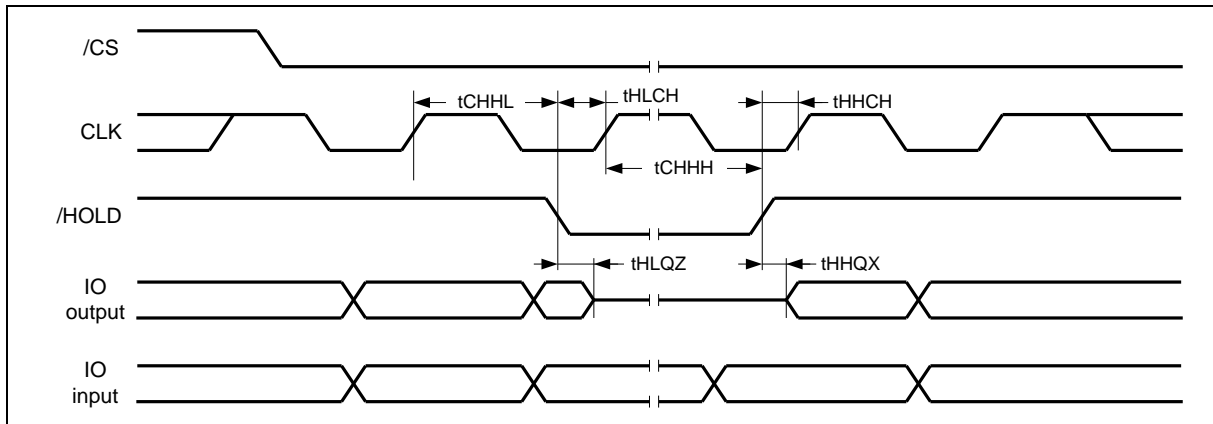 /CS
tCHHL
tHLCH
tHHCH
CLK
tCHHH
/HOLD
tHLQZ
tHHQX
IO
output
IO
input